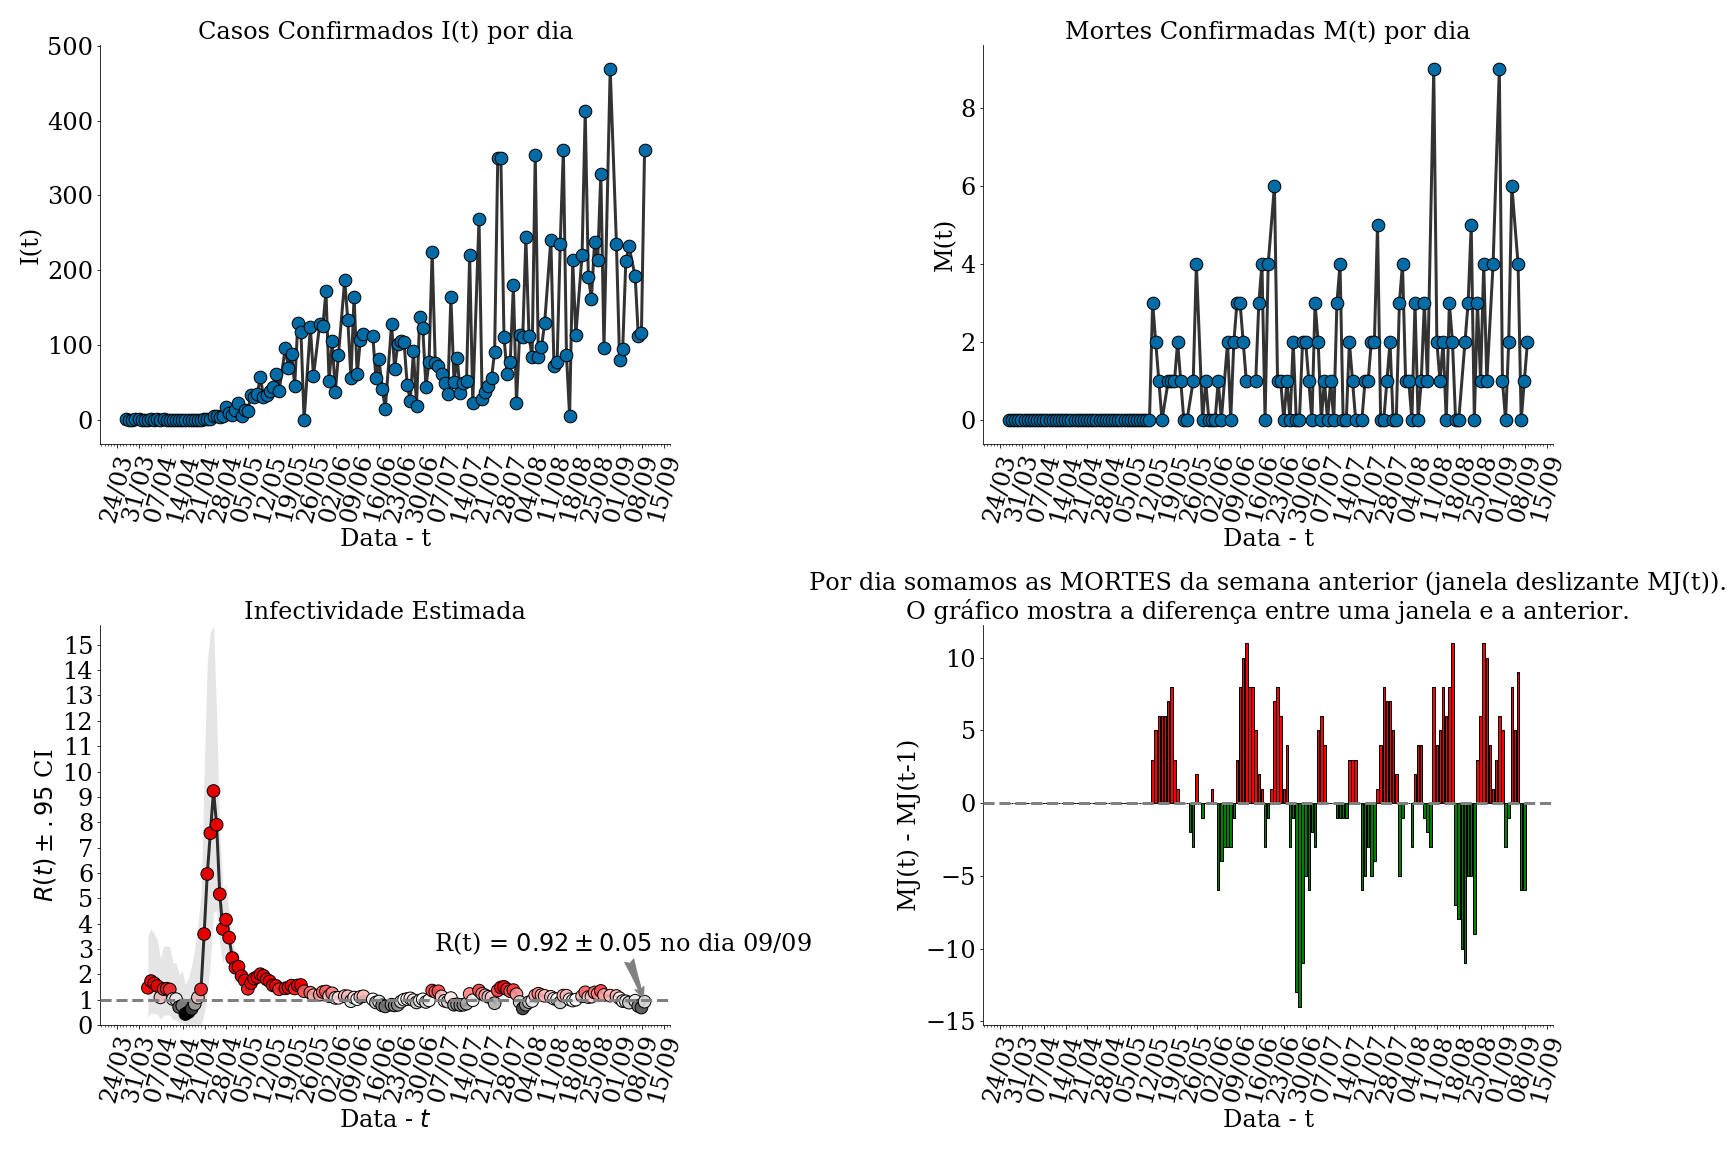 Casos Confirmados I(t) por dia
500
400
300
200
100
0
I(t)
24/03 31/03 07/04 14/04 21/04 28/04 05/05 12/05 19/05 26/05 02/06 09/06 16/06 23/06 30/06 07/07 14/07 21/07 28/07 04/08 11/08 18/08 25/08 01/09 08/09 15/09
Data - t
Mortes Confirmadas M(t) por dia
8
6
4
2
0
M(t)
24/03 31/03 07/04 14/04 21/04 28/04 05/05 12/05 19/05 26/05 02/06 09/06 16/06 23/06 30/06 07/07 14/07 21/07 28/07 04/08 11/08 18/08 25/08 01/09 08/09 15/09
Data - t
Infectividade Estimada
15
14
13
12
11
10
9
8
7
6
5
4
3
2
1
0
R(t) ± .95 CI
R(t) = 0.92 ± 0.05 no dia 09/09
24/03 31/03 07/04 14/04 21/04 28/04 05/05 12/05 19/05 26/05 02/06 09/06 16/06 23/06 30/06 07/07 14/07 21/07 28/07 04/08 11/08 18/08 25/08 01/09 08/09 15/09
Data - t
Por dia somamos as MORTES da semana anterior (janela deslizante MJ(t)).
O gráfico mostra a diferença entre uma janela e a anterior.
10
5
0
−5
−10
−15
MJ(t) - MJ(t-1)
24/03 31/03 07/04 14/04 21/04 28/04 05/05 12/05 19/05 26/05 02/06 09/06 16/06 23/06 30/06 07/07 14/07 21/07 28/07 04/08 11/08 18/08 25/08 01/09 08/09 15/09
Data - t